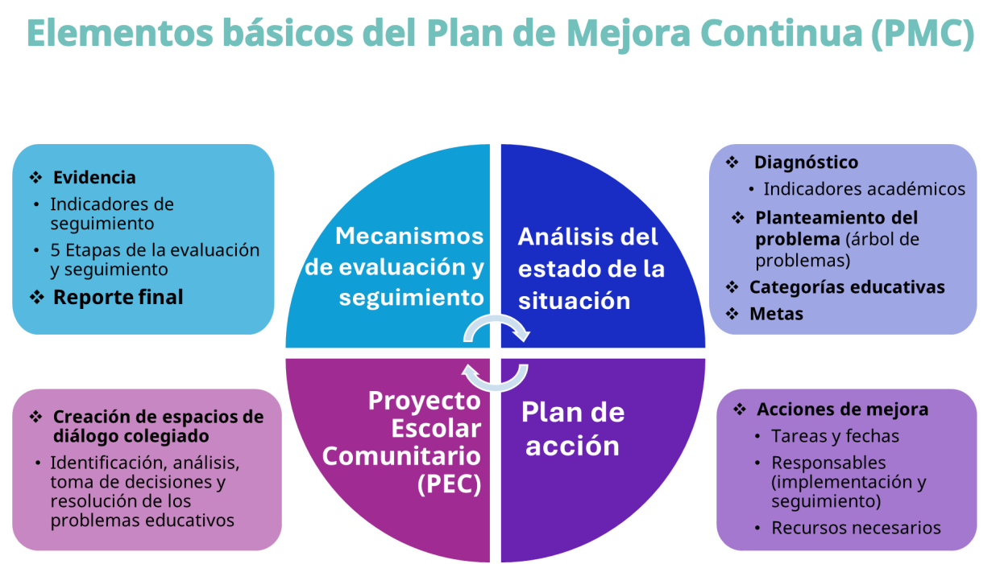 Elementos básicos del Plan de Mejora Continua (PMC)
❖ Evidencia
• Indicadores de
seguimiento
• 5 Etapas de la evaluación
y seguimiento
❖ Reporte final
Mecanismos
de evaluación y
seguimiento
Análisis del
estado de la
situación
❖ Diagnóstico
• Indicadores académicos
❖ Planteamiento del
problema (árbol de
problemas)
❖ Categorías educativas
❖ Metas
❖ Creación de espacios de
diálogo colegiado
• Identificación, análisis,
toma de decisiones y
resolución de los
problemas educativos
Proyecto
Escolar
Comunitario
(PEC)
Plan de
acción
❖ Acciones de mejora
• Tareas y fechas
• Responsables
(implementación y
seguimiento)
• Recursos necesarios